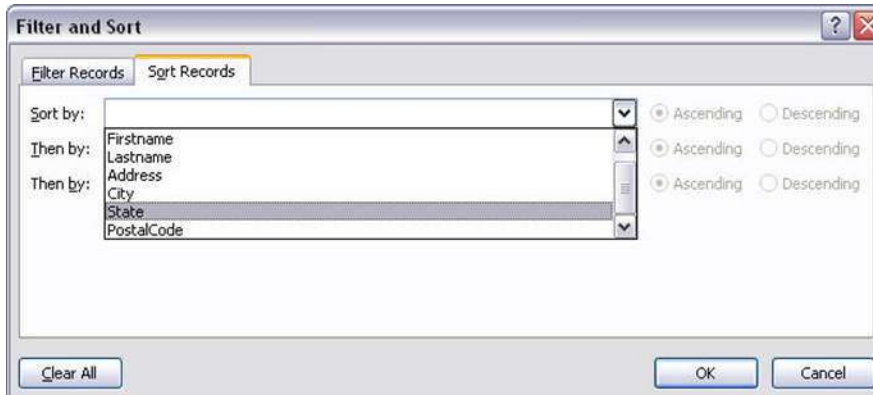 Filter and Sort
Filter Records Sort Records
Sort by: Ascending Descending
Firstname
Then by: Lastname Ascending Descending
Address
Then by: City Ascending Descending
State
PostalCode
Clear All OK Cancel